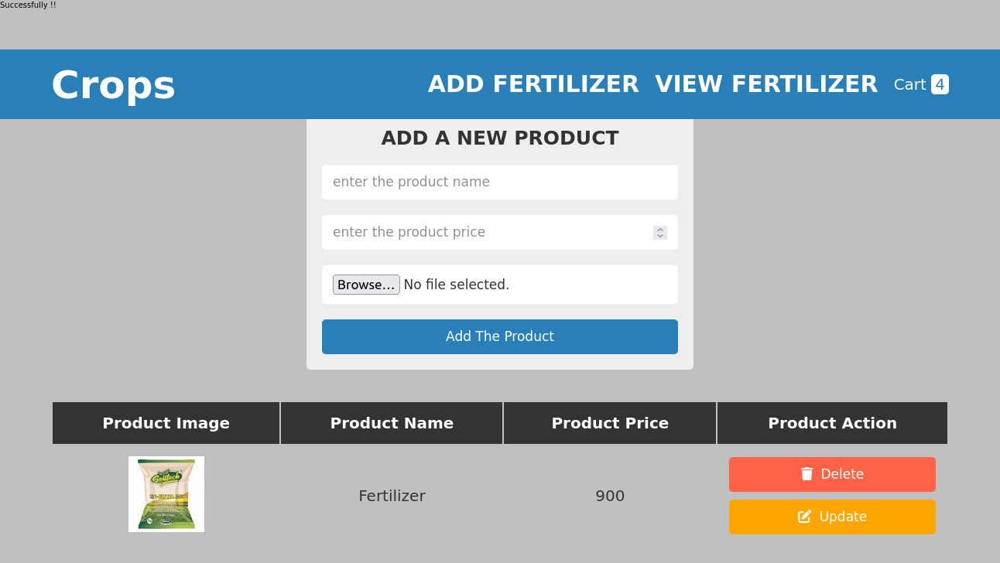 Successfully !!
Crops
ADD FERTILIZER VIEW FERTILIZER Cart 4
ADD A NEW PRODUCT
enter the product name
enter the product price
Browse... No file selected.
Add The Product
Product Image Product Name Product Price Product Action
Soiltech
Fertilizer 900
Delete
Update